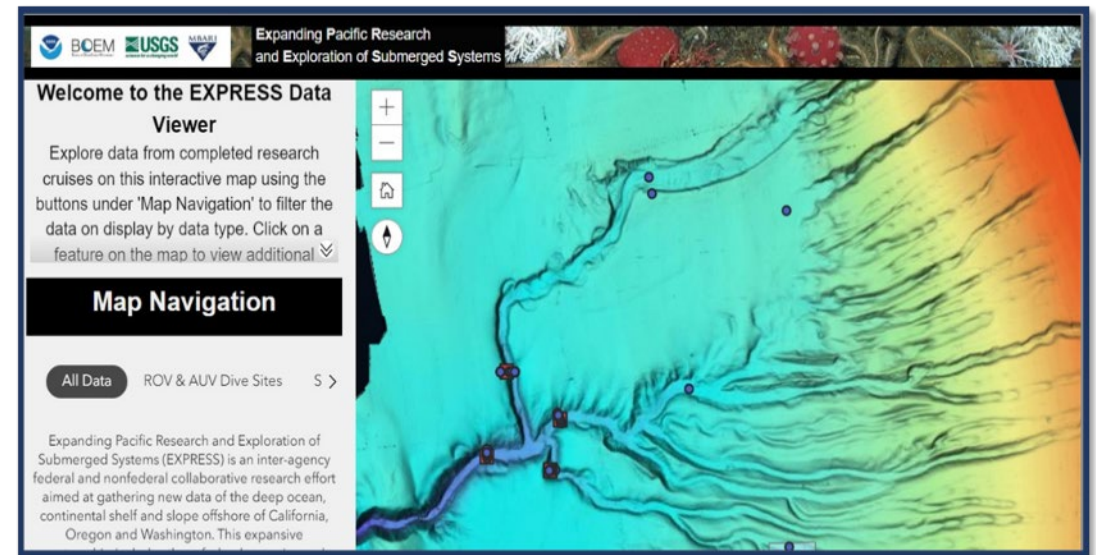 BOEM
USGS
MBARI
Expanding Pacific Research
and Exploration of Submerged Systems
Welcome to the EXPRESS Data
Viewer
Explore data from completed research
cruises on this interactive map using the
buttons under 'Map Navigation' to filter the
data on display by data type. Click on a
feature on the map to view additional
+
−
Map Navigation
All Data ROV & AUV Dive Sites S >
Expanding Pacific Research and Exploration of
Submerged Systems (EXPRESS) is an inter-agency
federal and nonfederal collaborative research effort
aimed at gathering new data of the deep ocean,
continental shelf and slope offshore of California,
Oregon and Washington. This expansive